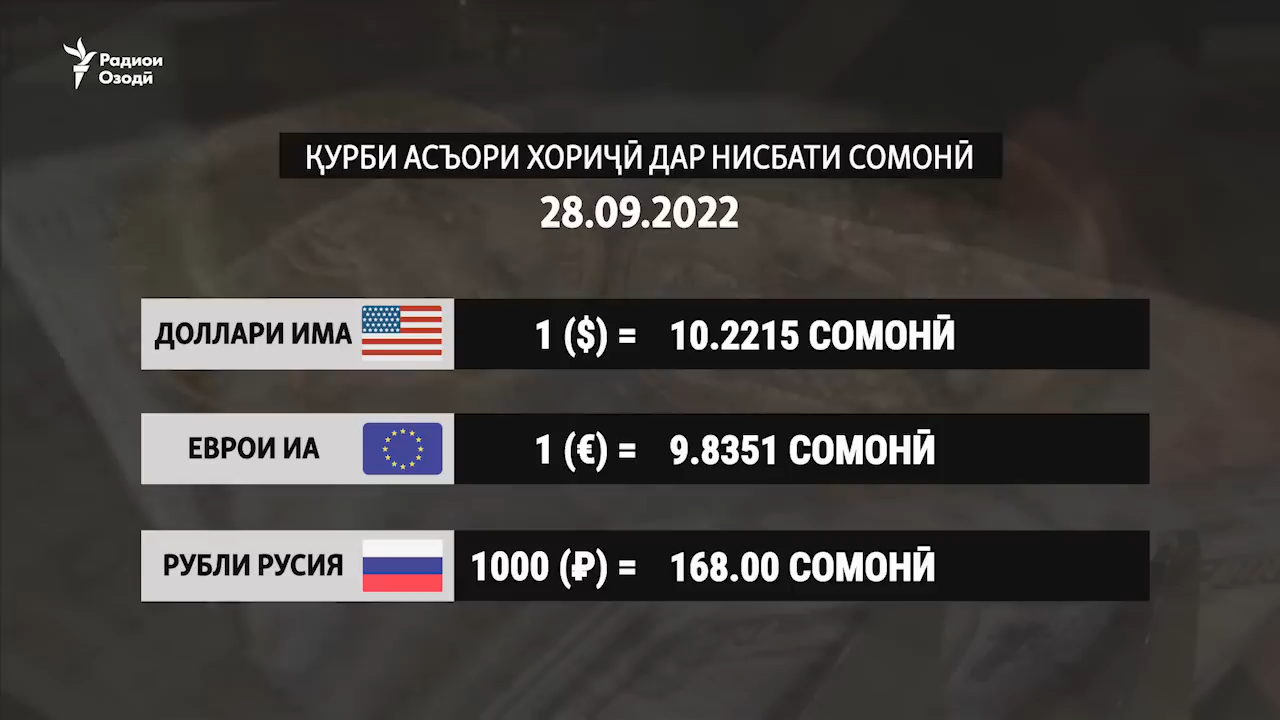 Радиои
Озодӣ
ҚУРБИ АСЪОРИ ХОРИҶӢ ДАР НИСБАТИ СОМОНӢ
28.09.2022
ДОЛЛАРИ ИМА 1 ($) = 10.2215 СОМОНӢ
ЕВРОИ ИА 1 (€) = 9.8351 СОМОНӢ
РУБЛИ РУСИЯ 1000 (₽) = 168.00 СОМОНӢ